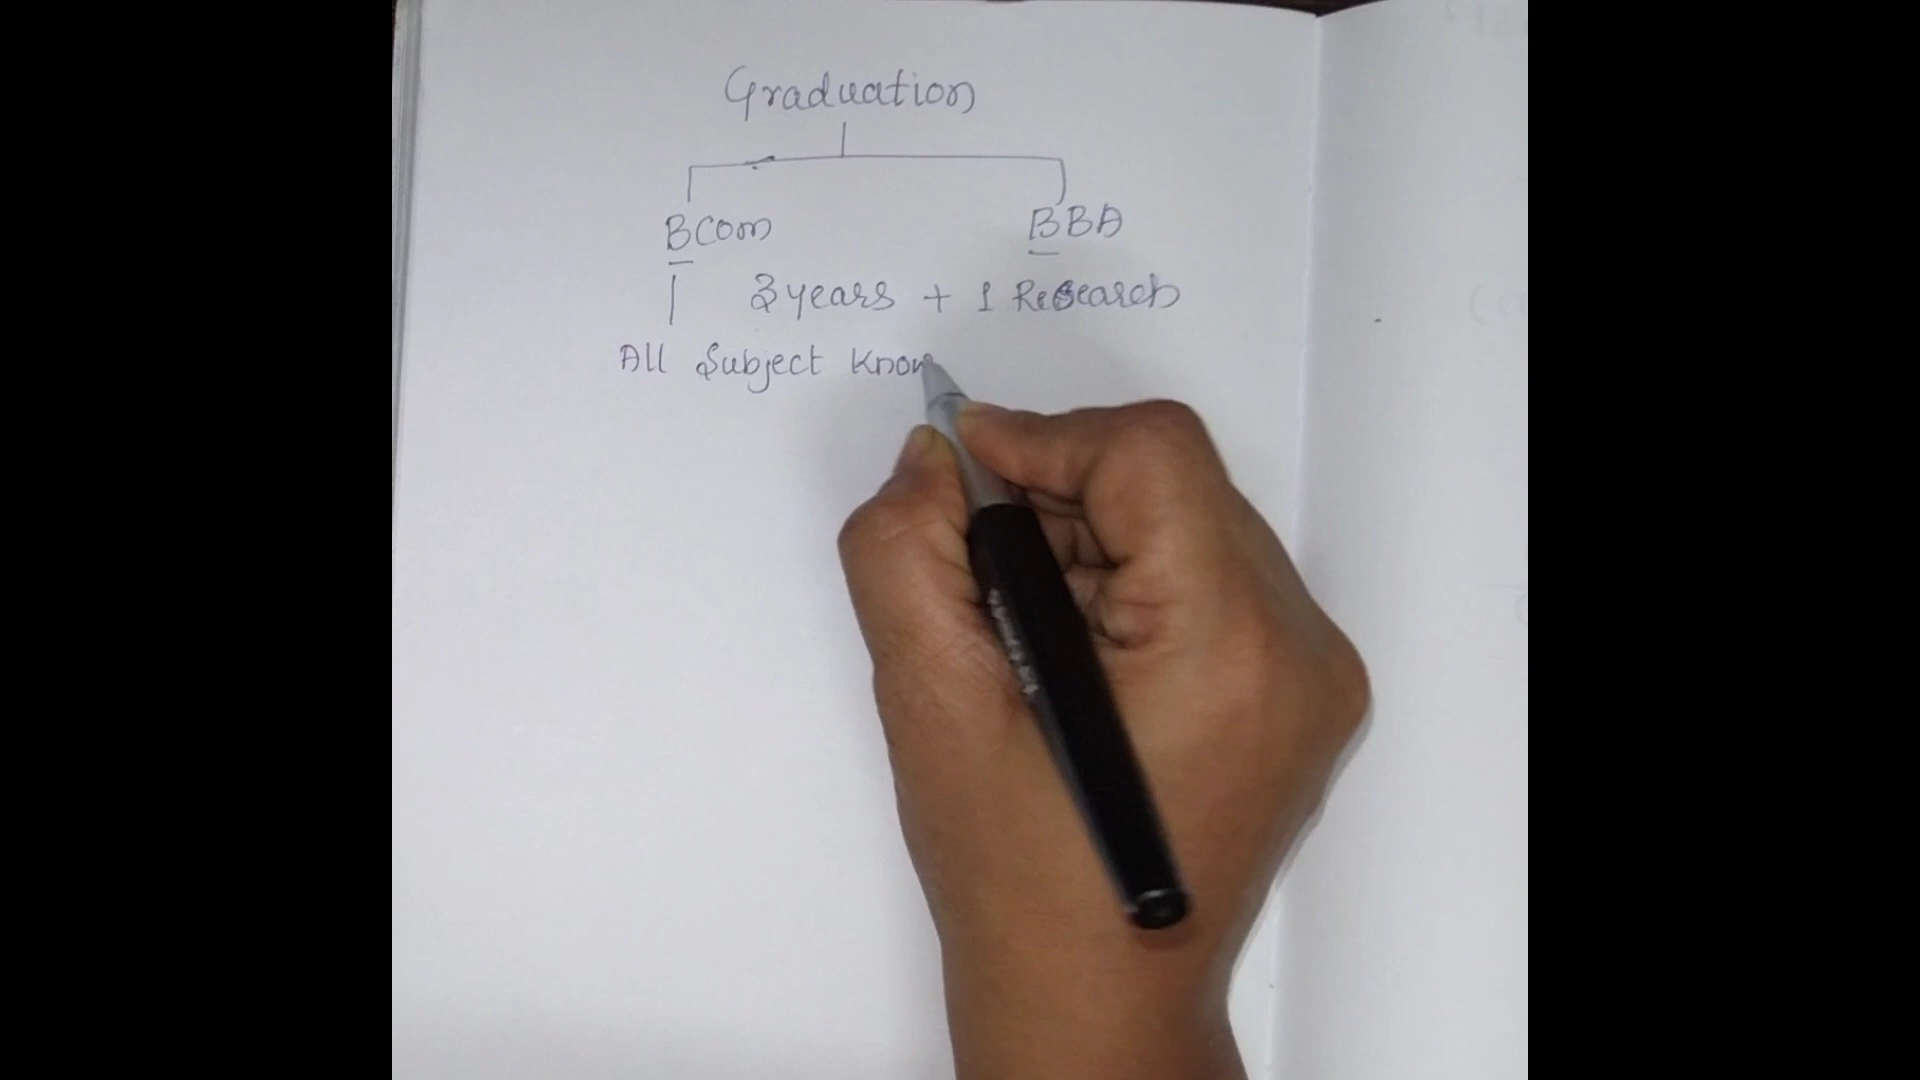 Graduation
BCom BBA
3 years + 1 Research
All Subject Know